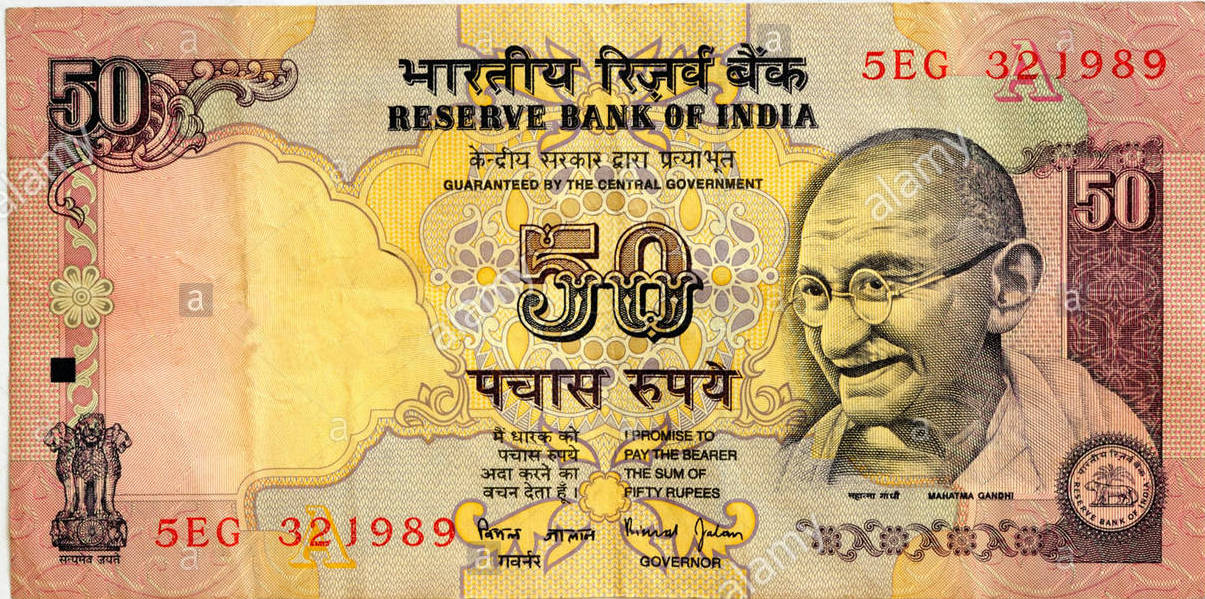 50
भारतीय रिज़र्व बैंक
RESERVE BANK OF INDIA
5EG 321989
केन्द्रीय सरकार द्वारा प्रत्याभूत
GUARANTEED BY THE CENTRAL GOVERNMENT
50
50
पचास रुपये
मैं धारक को
पचास रुपये
अदा करने का
वचन देता हूँ।
I PROMISE TO
PAY THE BEARER
THE SUM OF
FIFTY RUPEES
महात्मा गांधी MAHATMA GANDHI
भारतीय रिज़र्व बैंक
RESERVE BANK OF INDIA
5EG 321989
A
A
बिमल जालान
Bimal Jalan
गवर्नर
GOVERNOR
सत्यमेव जयते
a
alamy